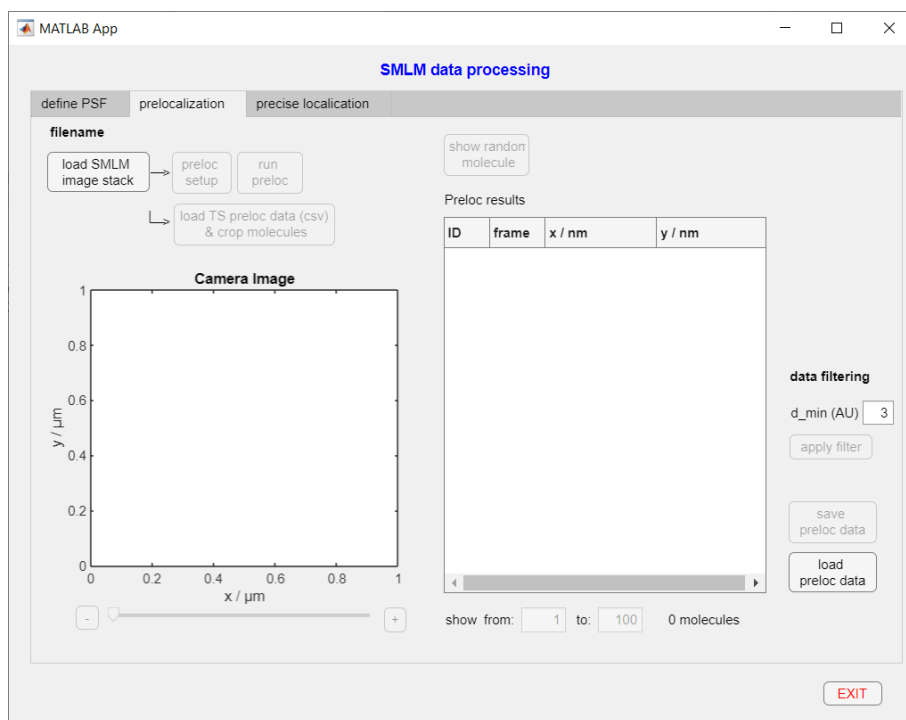 MATLAB App
SMLM data processing
define PSF
prelocalization
precise localication
filename
load SMLM
image stack
preloc
setup
run
preloc
load TS preloc data (csv)
& crop molecules
show random
molecule
Preloc results
ID
frame
x / nm
y / nm
Camera Image
1
0.8
0.6
0.4
0.2
0
y / µm
0
0.2
0.4
0.6
0.8
1
x / µm
-
+
show from:
1
to:
100
0 molecules
data filtering
d_min (AU)
3
apply filter
save
preloc data
load
preloc data
EXIT